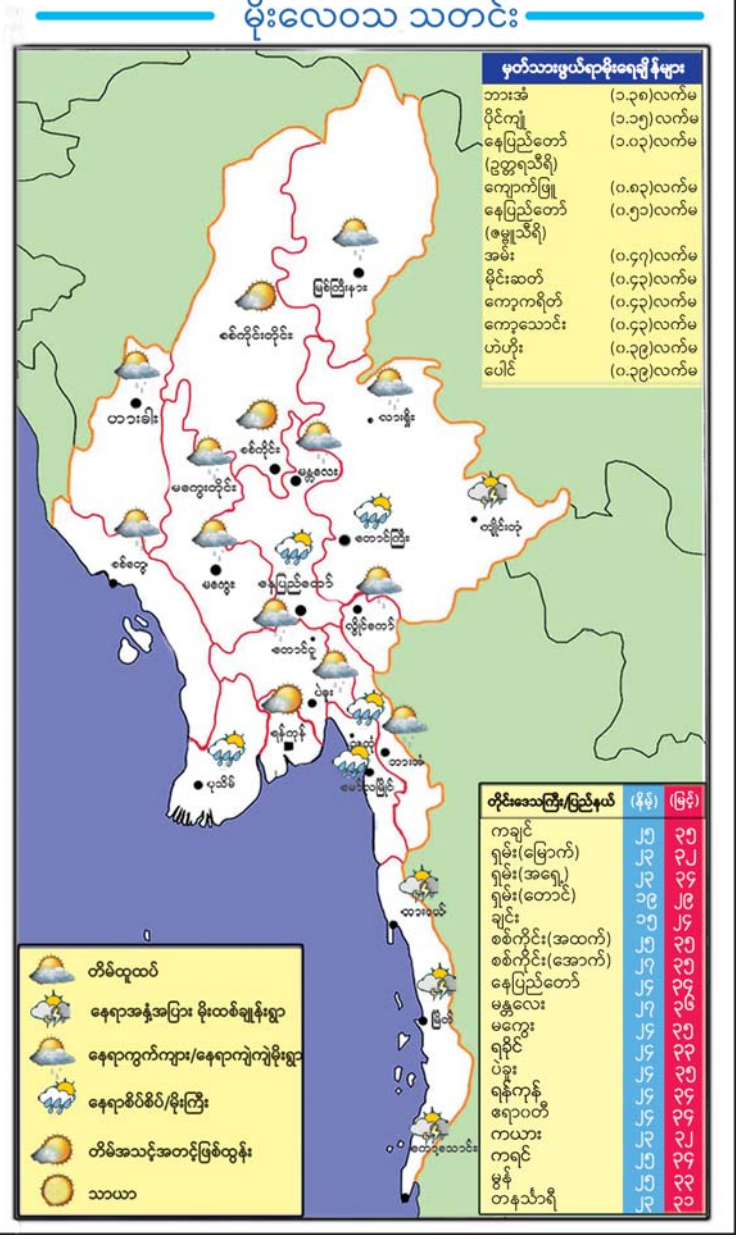 မိုးလေဝသ သတင်း
မှတ်သားဖွယ်ရာမိုးရေချိန်များ
ဘားအံ (၁.၃၈)လက်မ
ပိုင်ကျုံ (၁.၁၅)လက်မ
နေပြည်တော် (၁.၀၃)လက်မ
(ဥတ္တရသီရိ)
ကျောက်ဖြူ (၀.၈၃)လက်မ
နေပြည်တော် (၀.၅၁)လက်မ
(ဇမ္ဗူသီရိ)
အမ်း (၀.၄၇)လက်မ
မိုင်းဆတ် (၀.၄၃)လက်မ
ကော့ကရိတ် (၀.၄၃)လက်မ
ကော့သောင်း (၀.၄၃)လက်မ
ဟဲဟိုး (၀.၃၉)လက်မ
ပေါင် (၀.၃၉)လက်မ
မြစ်ကြီးနား
စစ်ကိုင်းတိုင်း
ဟားခါး
လားရှိုး
စစ်ကိုင်း
မန္တလေး
မကွေးတိုင်း
ကျိုင်းတုံ
တောင်ကြီး
စစ်တွေ
မကွေး
နေပြည်တော်
လွိုင်ကော်
တောင်ငူ
ပဲခူး
ရန်ကုန်
သထုံ
ဘားအံ
မော်လမြိုင်
ပုသိမ်
ထားဝယ်
မြိတ်
ကော့သောင်း
တိမ်ထူထပ်
နေရာအနှံ့အပြား မိုးထစ်ချုန်းရွာ
နေရာကွက်ကျား/နေရာကျဲကျဲမိုးရွာ
နေရာစိပ်စိပ်/မိုးကြီး
တိမ်အသင့်အတင့်ဖြစ်ထွန်း
သာယာ
တိုင်းဒေသကြီး/ပြည်နယ် (နိမ့်) (မြင့်)
ကချင် ၂၅ ၃၅
ရှမ်း(မြောက်) ၂၃ ၃၂
ရှမ်း(အရှေ့) ၂၃ ၃၄
ရှမ်း(တောင်) ၁၉ ၂၉
ချင်း ၁၅ ၂၄
စစ်ကိုင်း(အထက်) ၂၅ ၃၅
စစ်ကိုင်း(အောက်) ၂၇ ၃၅
နေပြည်တော် ၂၄ ၃၄
မန္တလေး ၂၇ ၃၆
မကွေး ၂၄ ၃၅
ရခိုင် ၂၄ ၃၃
ပဲခူး ၂၄ ၃၅
ရန်ကုန် ၂၄ ၃၄
ဧရာဝတီ ၂၄ ၃၄
ကယား ၂၃ ၃၂
ကရင် ၂၅ ၃၄
မွန် ၂၅ ၃၃
တနင်္သာရီ ၂၃ ၃၁